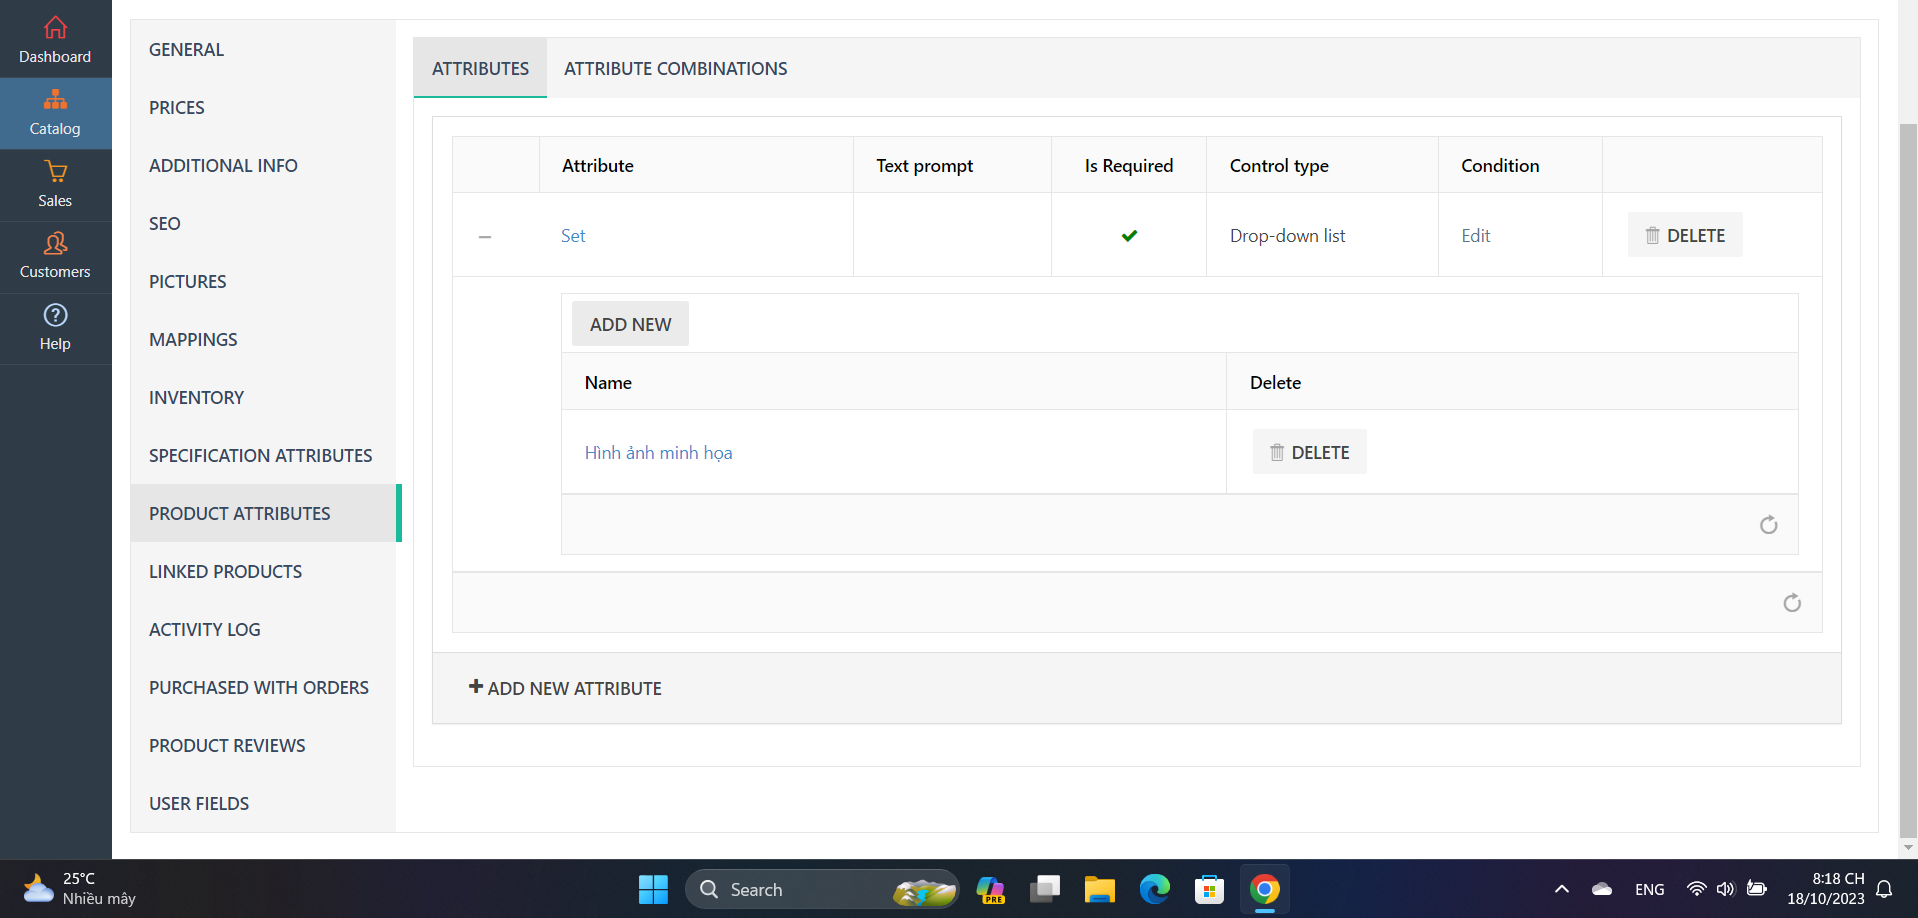 Dashboard
Catalog
Sales
Customers
Help
GENERAL
PRICES
ADDITIONAL INFO
SEO
PICTURES
MAPPINGS
INVENTORY
SPECIFICATION ATTRIBUTES
PRODUCT ATTRIBUTES
LINKED PRODUCTS
ACTIVITY LOG
PURCHASED WITH ORDERS
PRODUCT REVIEWS
USER FIELDS
ATTRIBUTES ATTRIBUTE COMBINATIONS
Attribute Text prompt Is Required Control type Condition
Set Drop-down list Edit DELETE
ADD NEW
Name Delete
Hình ảnh minh họa DELETE
+ ADD NEW ATTRIBUTE
25°C
Nhiều mây
Search
PRE
ENG
8:18 CH
18/10/2023